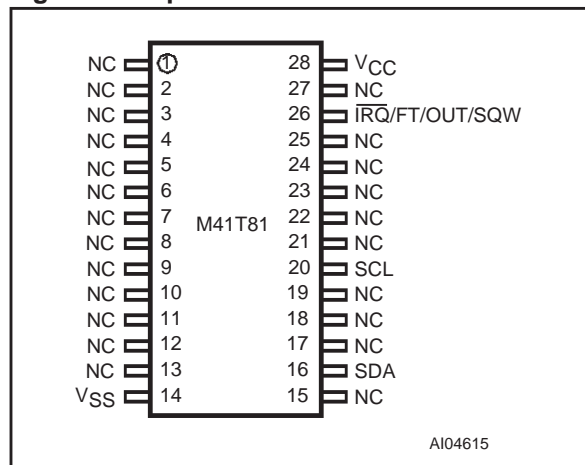 NC 1 28 VCC
NC 2 27 NC
NC 3 26 I̅R̅Q̅/FT/OUT/SQW
NC 4 25 NC
NC 5 24 NC
NC 6 23 NC
NC 7 22 NC
M41T81
NC 8 21 NC
NC 9 20 SCL
NC 10 19 NC
NC 11 18 NC
NC 12 17 NC
NC 13 16 SDA
VSS 14 15 NC
AI04615